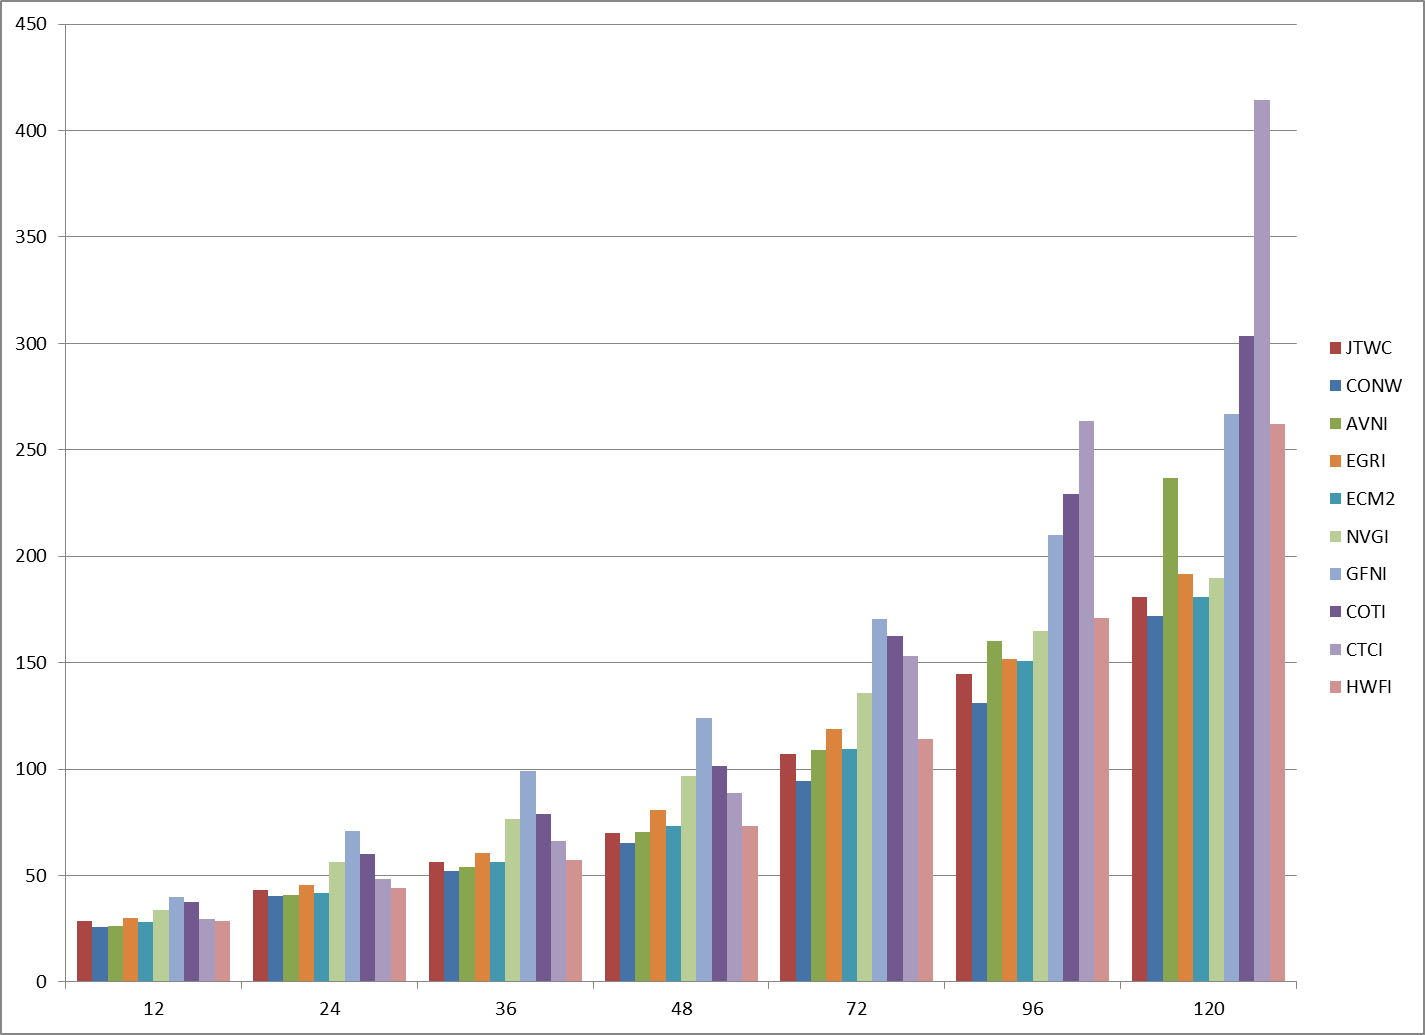 450
400
350
300
250
200
150
100
50
0
12 24 36 48 72 96 120
JTWC
CONW
AVNI
EGRI
ECM2
NVGI
GFNI
COTI
CTCI
HWFI